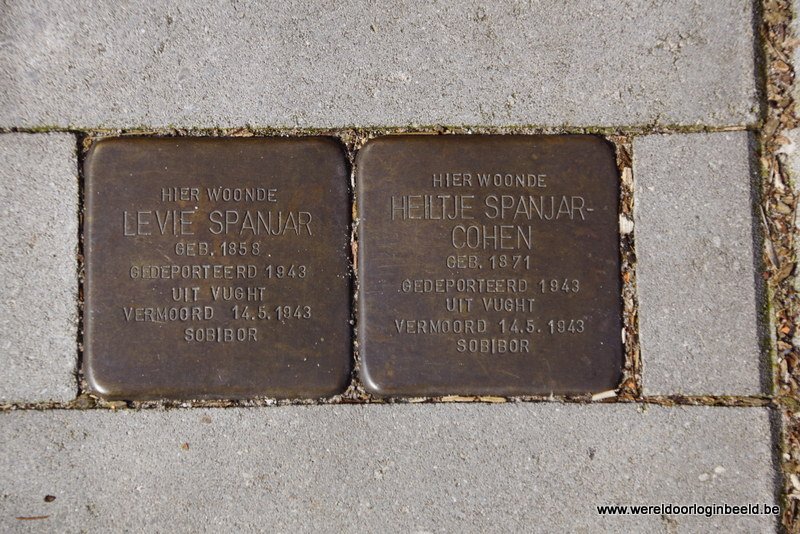 HIER WOONDE
LEVIE SPANJAR
GEB. 1858
GEDEPORTEERD 1943
UIT VUGHT
VERMOORD 14.5.1943
SOBIBOR
HIER WOONDE
HEILTJE SPANJAR-
COHEN
GEB. 1871
GEDEPORTEERD 1943
UIT VUGHT
VERMOORD 14.5.1943
SOBIBOR
www.wereldoorloginbeeld.be